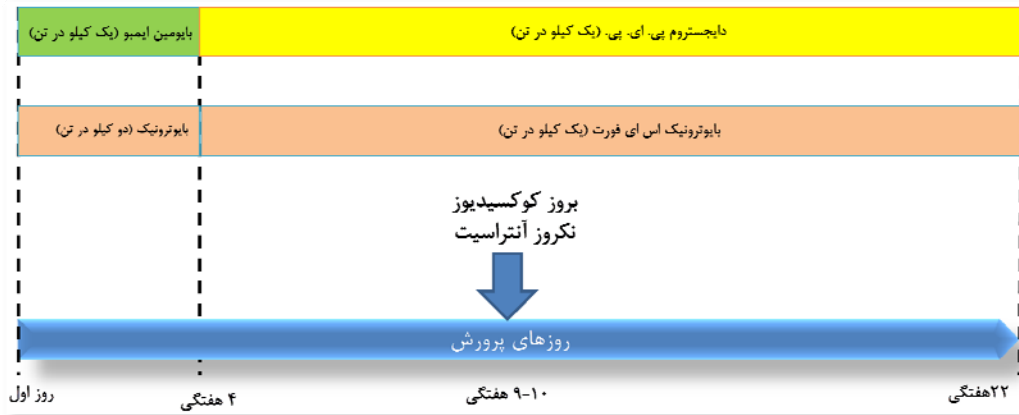 بایومین ایمبو (یک کیلو در تن)
دایجستروم پی. ای. پی. (یک کیلو در تن)
بایوترونیک (دو کیلو در تن)
بایوترونیک اس ای فورت (یک کیلو در تن)
بروز کوکسیدیوز
نکروز آنتراسیت
روزهای پرورش
روز اول
۴ هفتگی
۹-۱۰ هفتگی
۲۲هفتگی